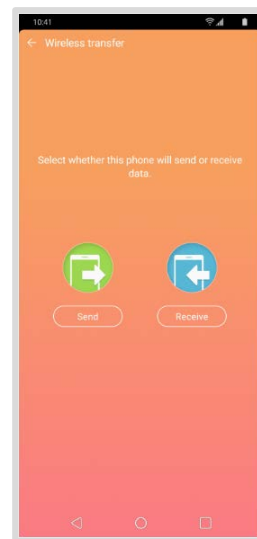 10:41
Wireless transfer
Select whether this phone will send or receive
data.
Send
Receive